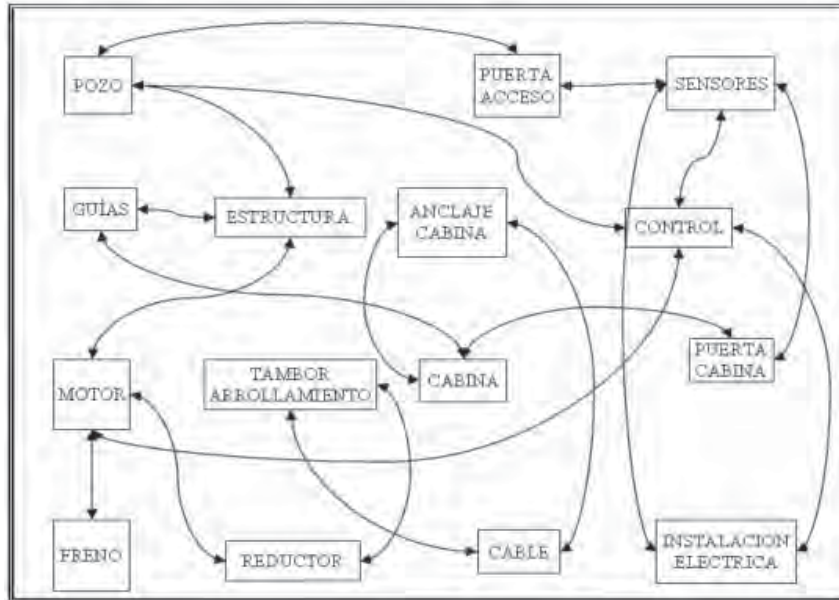 POZO
PUERTA
ACCESO
SENSORES
GUÍAS
ESTRUCTURA
ANCLAJE
CABINA
CONTROL
MOTOR
TAMBOR
ARROLLAMIENTO
CABINA
PUERTA
CABINA
FRENO
REDUCTOR
CABLE
INSTALACION
ELECTRICA